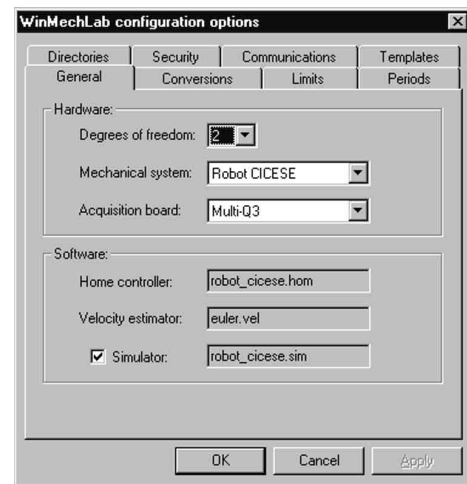 WinMechLab configuration options
Directories Security Communications Templates
General Conversions Limits Periods
Hardware:
Degrees of freedom: 2
Mechanical system: Robot CICESE
Acquisition board: Multi-Q3
Software:
Home controller: robot_cicese.hom
Velocity estimator: euler.vel
Simulator: robot_cicese.sim
OK Cancel Apply